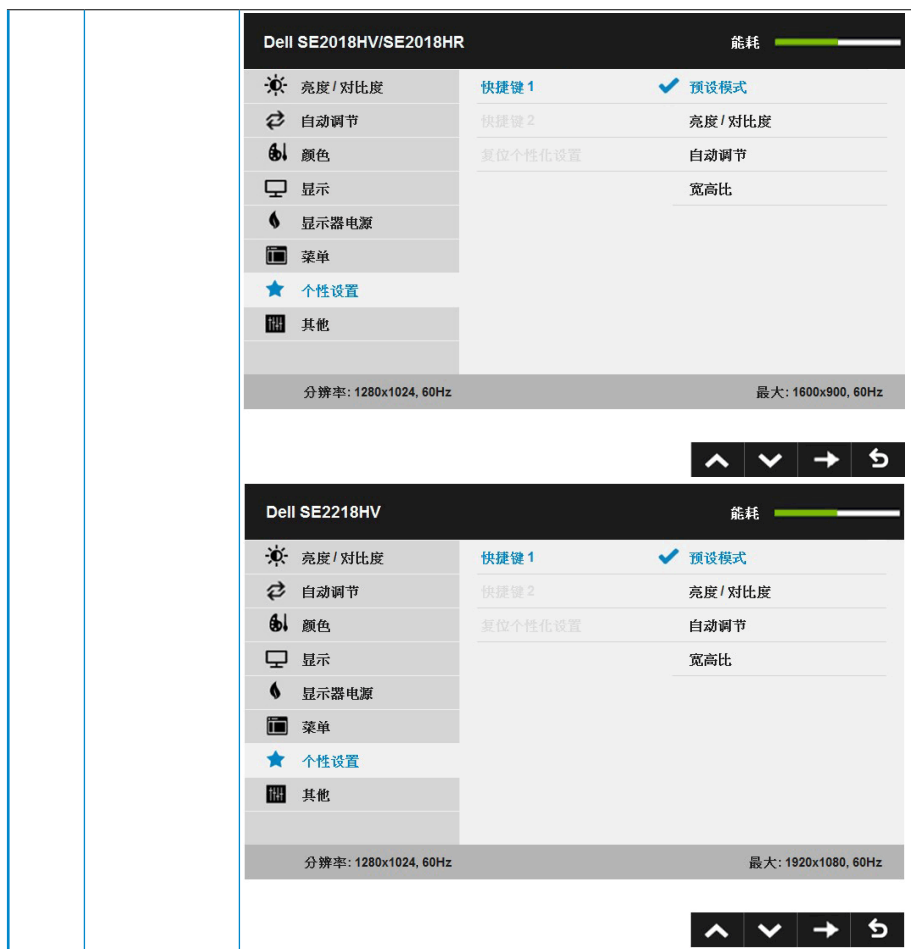 Dell SE2018HV/SE2018HR 能耗
亮度 / 对比度 快捷键 1 预设模式
自动调节 快捷键 2 亮度 / 对比度
颜色 复位个性化设置 自动调节
显示 宽高比
显示器电源
菜单
个性设置
其他
分辨率: 1280x1024, 60Hz 最大: 1600x900, 60Hz
Dell SE2218HV 能耗
亮度 / 对比度 快捷键 1 预设模式
自动调节 快捷键 2 亮度 / 对比度
颜色 复位个性化设置 自动调节
显示 宽高比
显示器电源
菜单
个性设置
其他
分辨率: 1280x1024, 60Hz 最大: 1920x1080, 60Hz